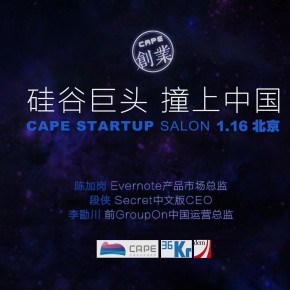 CAPE
創業
硅谷巨头 撞上中国
CAPE STARTUP SALON 1.16 北京
陈加岗 Evernote产品市场总监
段侠 Secret中文版CEO
李勖川 前GroupOn中国运营总监
CAPE
36Kr
dcm